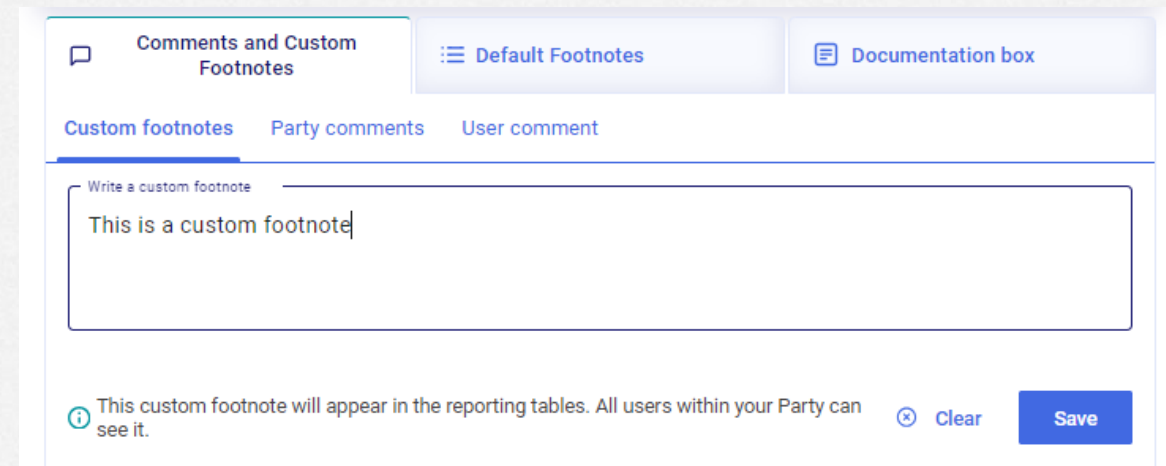 Comments and Custom
Footnotes
Default Footnotes
Documentation box
Custom footnotes
Party comments
User comment
Write a custom footnote
This is a custom footnote
This custom footnote will appear in the reporting tables. All users within your Party can
see it.
Clear
Save